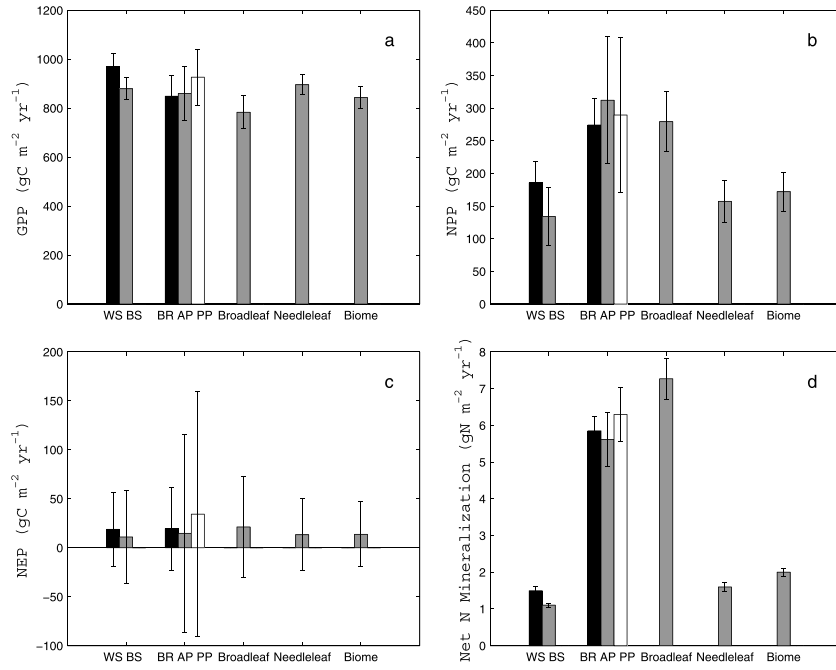 a
GPP (gC m⁻² yr⁻¹)
1200
1000
800
600
400
200
0
WS BS BR AP PP Broadleaf Needleleaf Biome
b
NPP (gC m⁻² yr⁻¹)
450
400
350
300
250
200
150
100
50
0
WS BS BR AP PP Broadleaf Needleleaf Biome
c
NEP (gC m⁻² yr⁻¹)
200
150
100
50
0
−50
−100
WS BS BR AP PP Broadleaf Needleleaf Biome
d
Net N Mineralization (gN m⁻² yr⁻¹)
8
7
6
5
4
3
2
1
0
WS BS BR AP PP Broadleaf Needleleaf Biome